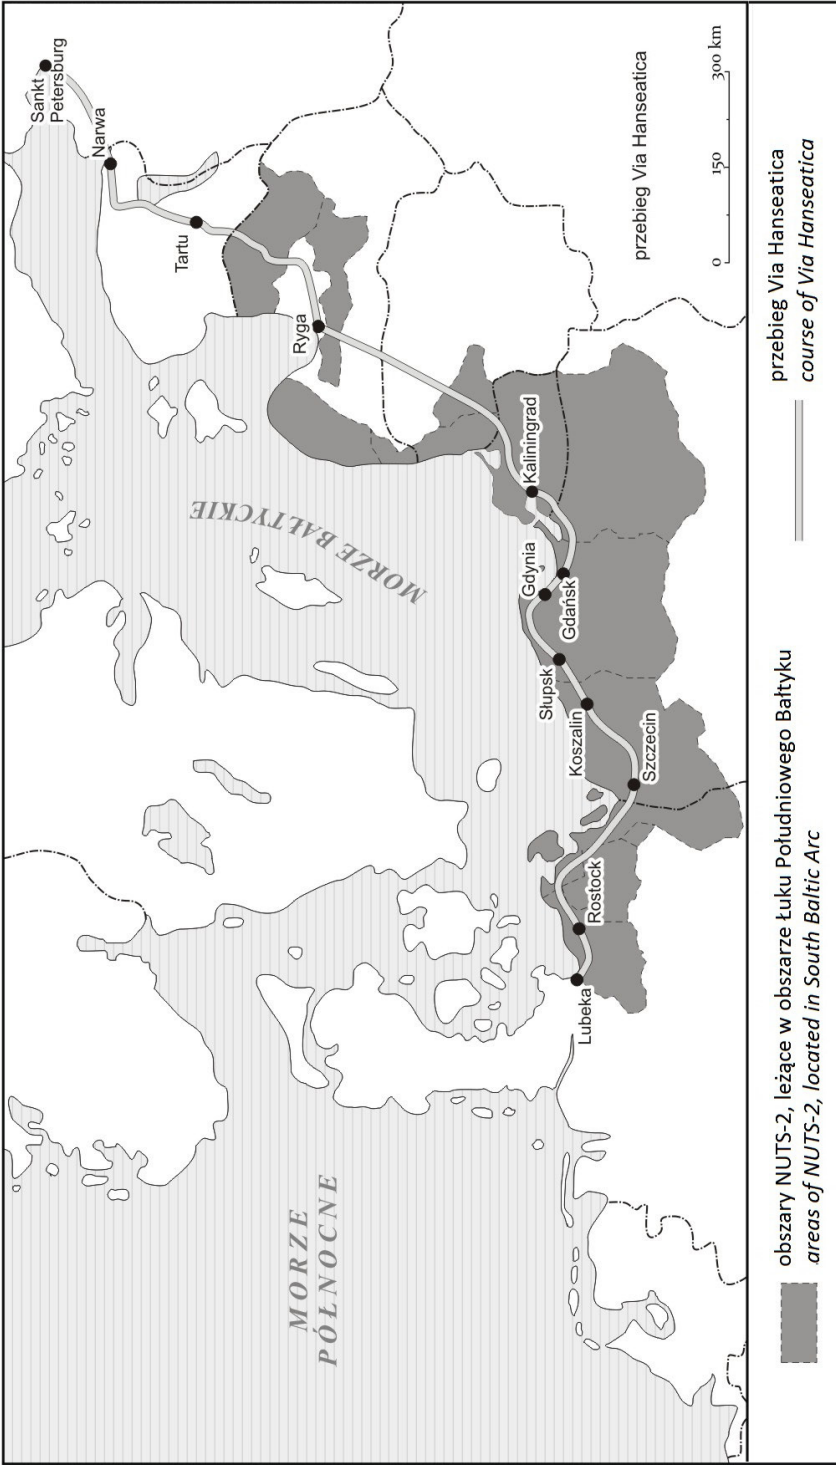 Sankt
Petersburg
Narwa
Tartu
Ryga
MORZE BAŁTYCKIE
Kaliningrad
Gdynia
Gdańsk
Słupsk
Koszalin
Szczecin
Rostock
Lubeka
MORZE
PÓŁNOCNE
przebieg Via Hanseatica
0 150 300 km
obszary NUTS-2, leżące w obszarze Łuku Południowego Bałtyku
areas of NUTS-2, located in South Baltic Arc
przebieg Via Hanseatica
course of Via Hanseatica